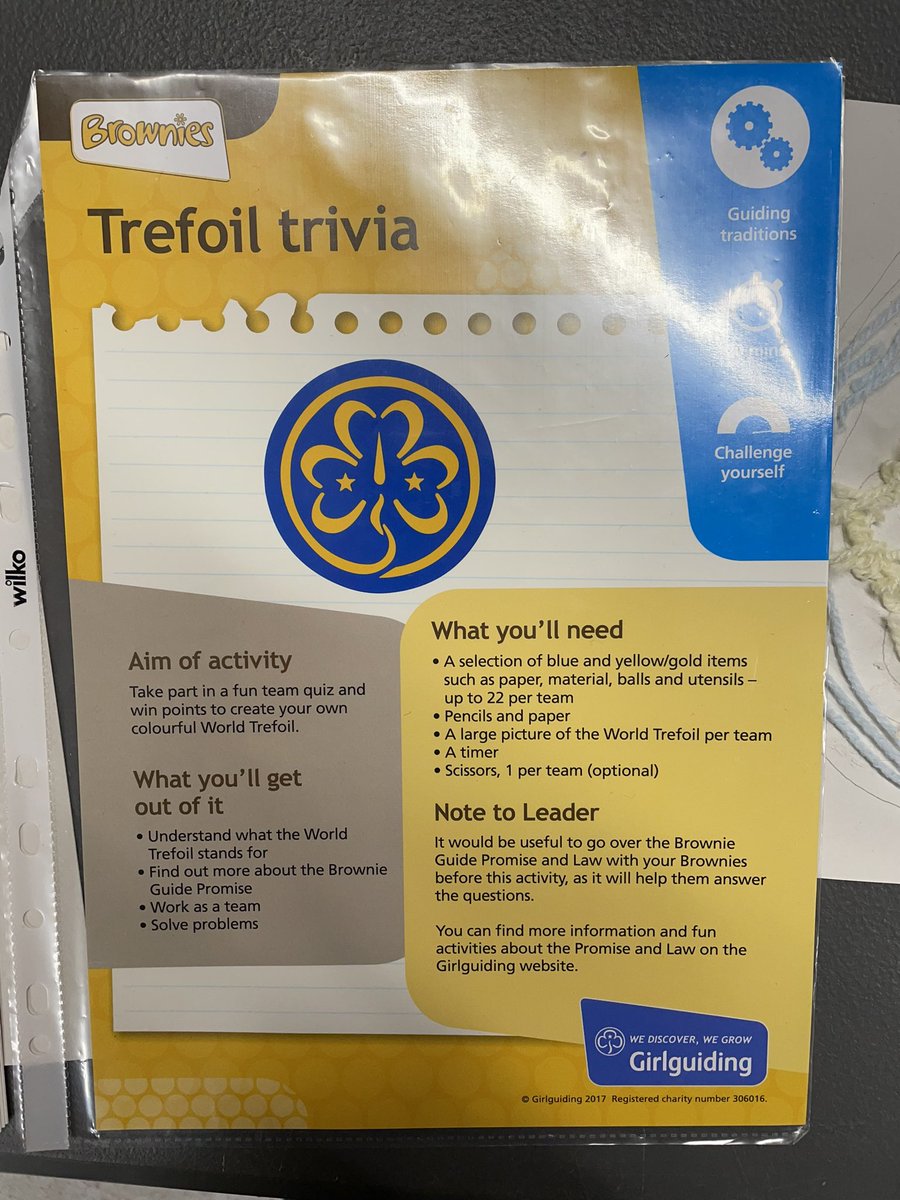 Brownies
Trefoil trivia
Guiding
traditions
mins
Challenge
yourself
wilko
Aim of activity
Take part in a fun team quiz and
win points to create your own
colourful World Trefoil.
What you'll get
out of it
• Understand what the World
Trefoil stands for
• Find out more about the Brownie
Guide Promise
• Work as a team
• Solve problems
What you'll need
• A selection of blue and yellow/gold items
such as paper, material, balls and utensils –
up to 22 per team
• Pencils and paper
• A large picture of the World Trefoil per team
• A timer
• Scissors, 1 per team (optional)
Note to Leader
It would be useful to go over the Brownie
Guide Promise and Law with your Brownies
before this activity, as it will help them answer
the questions.
You can find more information and fun
activities about the Promise and Law on the
Girlguiding website.
WE DISCOVER, WE GROW
Girlguiding
© Girlguiding 2017 Registered charity number 306016.